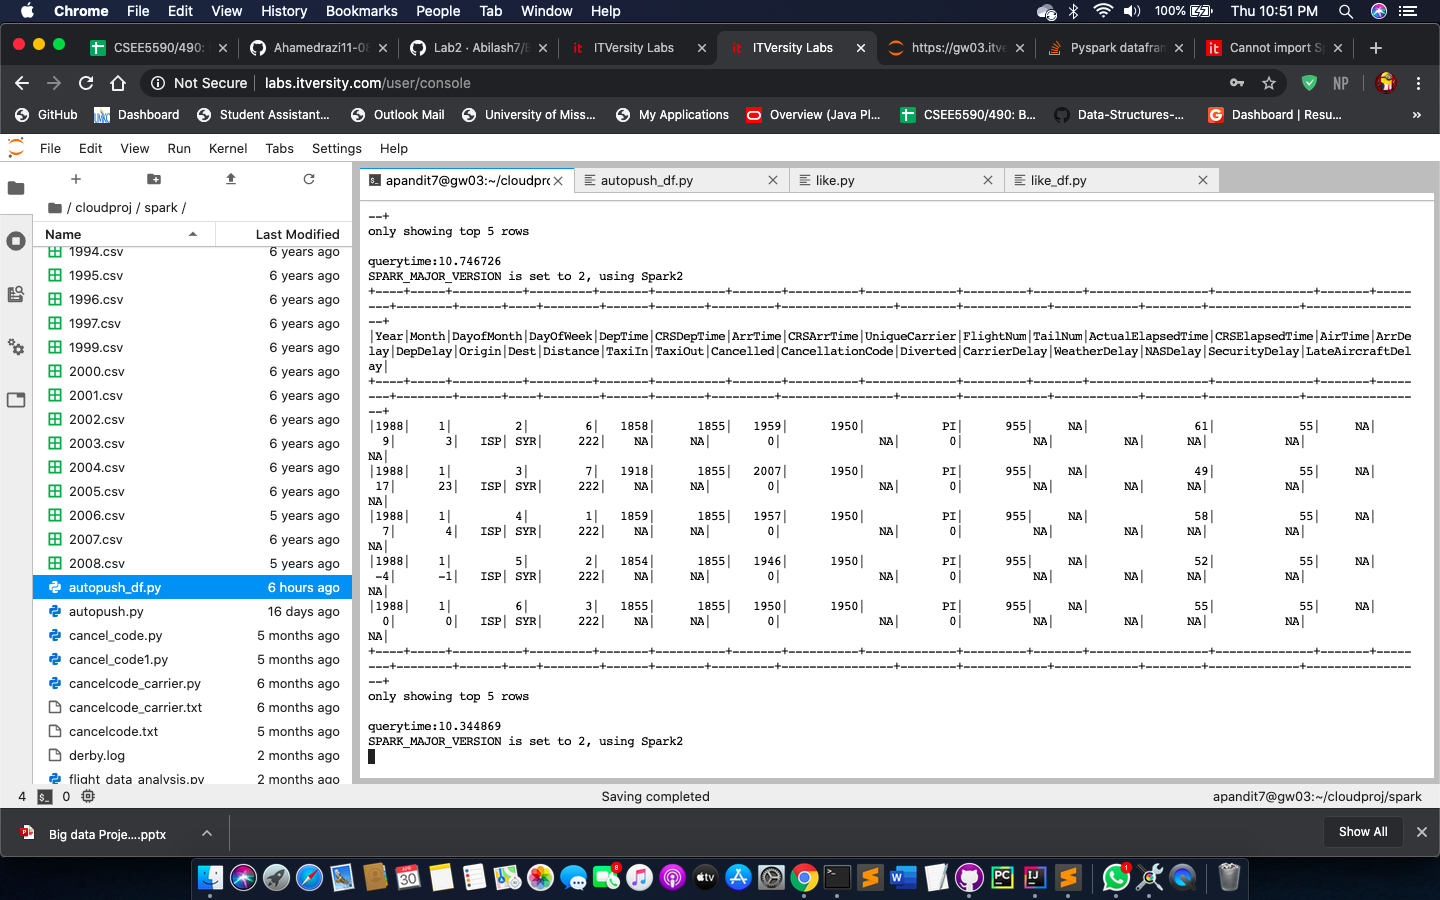 Chrome File Edit View History Bookmarks People Tab Window Help 100% Thu 10:51 PM
CSEE5590/490: Ahamedrazi11-08 Lab2 · Abilash7/B ITVersity Labs ITVersity Labs https://gw03.itve Pyspark datafran Cannot import Sp
Not Secure | labs.itversity.com/user/console NP
GitHub Dashboard Student Assistant... Outlook Mail University of Miss... My Applications Overview (Java Pl... CSEE5590/490: B... Data-Structures-... Dashboard | Resu... »
File Edit View Run Kernel Tabs Settings Help
apandit7@gw03:~/cloudpro autopush_df.py like.py like_df.py
/ cloudproj / spark /
Name Last Modified
1994.csv 6 years ago
1995.csv 6 years ago
1996.csv 6 years ago
1997.csv 6 years ago
1999.csv 6 years ago
2000.csv 6 years ago
2001.csv 6 years ago
2002.csv 6 years ago
2003.csv 6 years ago
2004.csv 6 years ago
2005.csv 6 years ago
2006.csv 5 years ago
2007.csv 6 years ago
2008.csv 5 years ago
autopush_df.py 6 hours ago
autopush.py 16 days ago
cancel_code.py 5 months ago
cancel_code1.py 5 months ago
cancelcode_carrier.py 6 months ago
cancelcode_carrier.txt 6 months ago
cancelcode.txt 5 months ago
derby.log 2 months ago
flight_data_analysis.py 2 months ago
--+
only showing top 5 rows
querytime:10.746726
SPARK_MAJOR_VERSION is set to 2, using Spark2
+----+-----+----------+---------+-------+----------+-------+----------+-------------+---------+-------+-----------------+--------------+-------+-----
---+--------+------+----+--------+------+-------+---------+----------------+--------+------------+------------+--------+-------------+---------------
--+
|Year|Month|DayofMonth|DayOfWeek|DepTime|CRSDepTime|ArrTime|CRSArrTime|UniqueCarrier|FlightNum|TailNum|ActualElapsedTime|CRSElapsedTime|AirTime|ArrDe
lay|DepDelay|Origin|Dest|Distance|TaxiIn|TaxiOut|Cancelled|CancellationCode|Diverted|CarrierDelay|WeatherDelay|NASDelay|SecurityDelay|LateAircraftDel
ay|
+----+-----+----------+---------+-------+----------+-------+----------+-------------+---------+-------+-----------------+--------------+-------+-----
---+--------+------+----+--------+------+-------+---------+----------------+--------+------------+------------+--------+-------------+---------------
--+
|1988| 1| 2| 6| 1858| 1855| 1959| 1950| PI| 955| NA| 61| 55| NA|
9| 3| ISP| SYR| 222| NA| NA| 0| NA| 0| NA| NA| NA| NA|
NA|
|1988| 1| 3| 7| 1918| 1855| 2007| 1950| PI| 955| NA| 49| 55| NA|
17| 23| ISP| SYR| 222| NA| NA| 0| NA| 0| NA| NA| NA| NA|
NA|
|1988| 1| 4| 1| 1859| 1855| 1957| 1950| PI| 955| NA| 58| 55| NA|
7| 4| ISP| SYR| 222| NA| NA| 0| NA| 0| NA| NA| NA| NA|
NA|
|1988| 1| 5| 2| 1854| 1855| 1946| 1950| PI| 955| NA| 52| 55| NA|
-4| -1| ISP| SYR| 222| NA| NA| 0| NA| 0| NA| NA| NA| NA|
NA|
|1988| 1| 6| 3| 1855| 1855| 1950| 1950| PI| 955| NA| 55| 55| NA|
0| 0| ISP| SYR| 222| NA| NA| 0| NA| 0| NA| NA| NA| NA|
NA|
+----+-----+----------+---------+-------+----------+-------+----------+-------------+---------+-------+-----------------+--------------+-------+-----
---+--------+------+----+--------+------+-------+---------+----------------+--------+------------+------------+--------+-------------+---------------
--+
only showing top 5 rows
querytime:10.344869
SPARK_MAJOR_VERSION is set to 2, using Spark2
4 0 Saving completed apandit7@gw03:~/cloudproj/spark
Big data Proje....pptx Show All
30 8 tv PC IJ 1